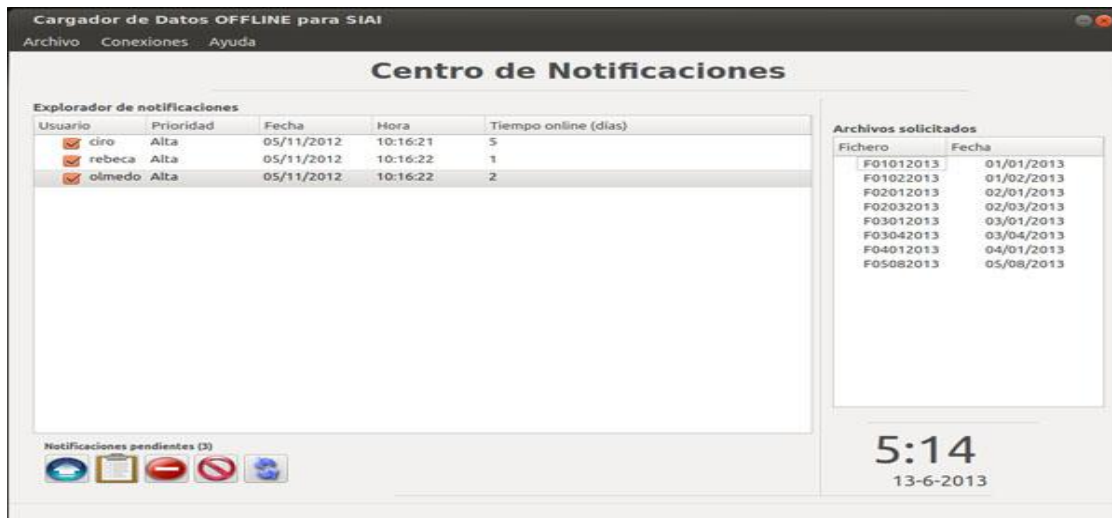 Cargador de Datos OFFLINE para SIAI
Archivo Conexiones Ayuda
Centro de Notificaciones
Explorador de notificaciones
Usuario Prioridad Fecha Hora Tiempo online (días)
ciro Alta 05/11/2012 10:16:21 5
rebeca Alta 05/11/2012 10:16:22 1
olmedo Alta 05/11/2012 10:16:22 2
Archivos solicitados
Fichero Fecha
F01012013 01/01/2013
F01022013 01/02/2013
F02012013 02/01/2013
F02032013 02/03/2013
F03012013 03/01/2013
F03042013 03/04/2013
F04012013 04/01/2013
F05082013 05/08/2013
Notificaciones pendientes (3)
5:14
13-6-2013